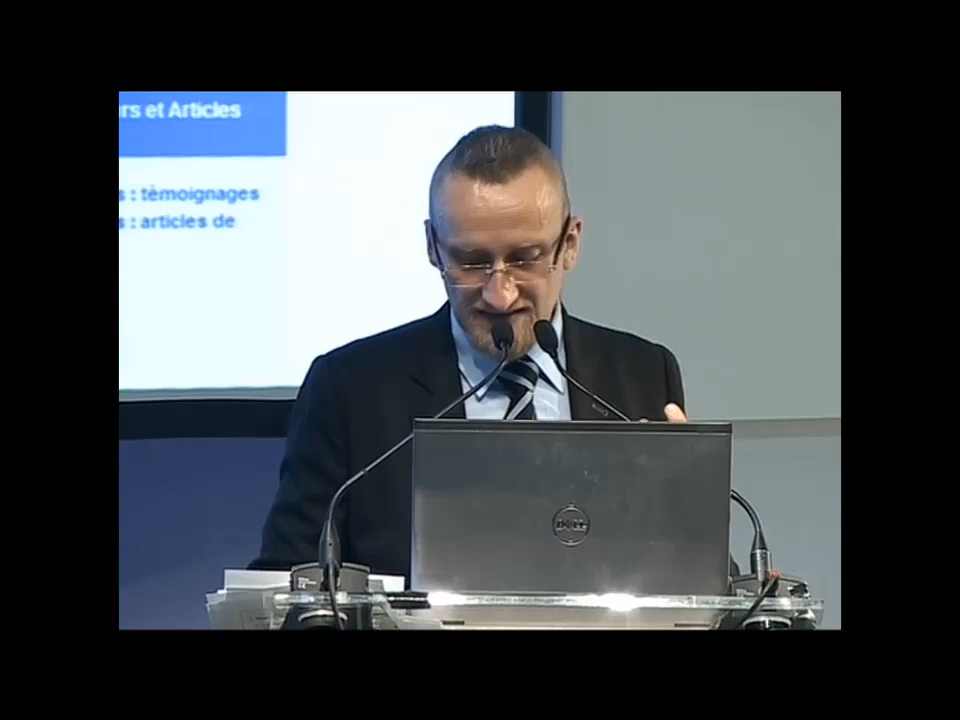 rs et Articles
s : témoignages
s : articles de
DELL